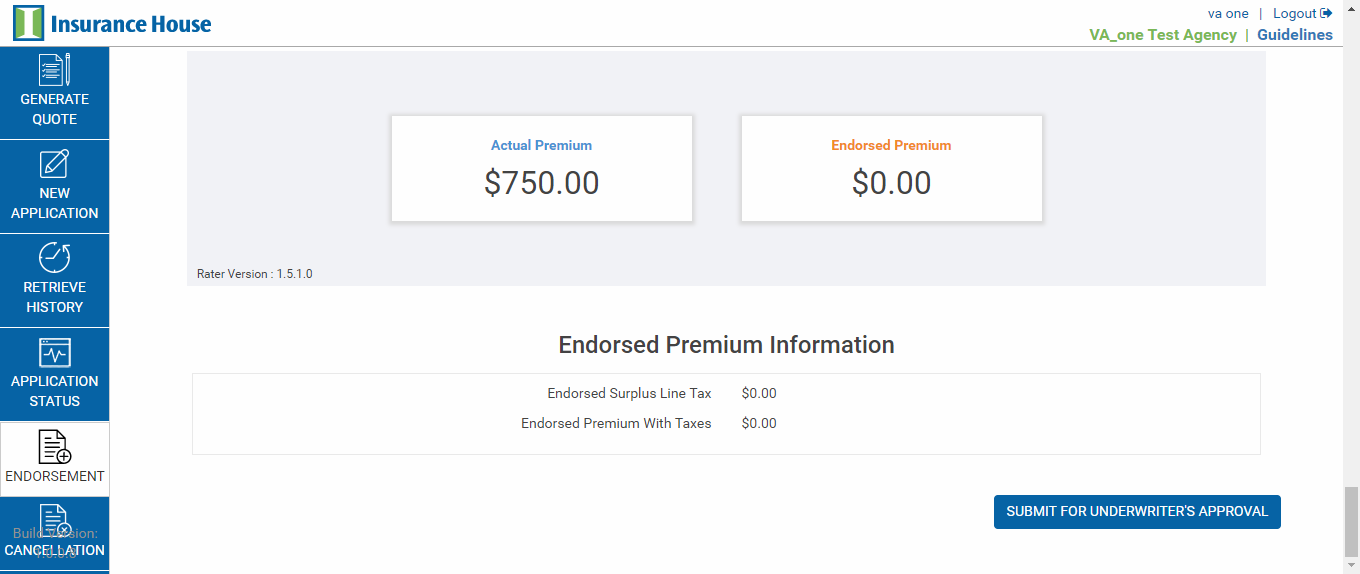 Insurance House
va one | Logout
VA_one Test Agency | Guidelines
GENERATE
QUOTE
NEW
APPLICATION
RETRIEVE
HISTORY
APPLICATION
STATUS
ENDORSEMENT
Build Version:
CANCELLATION
Actual Premium
$750.00
Endorsed Premium
$0.00
Rater Version : 1.5.1.0
Endorsed Premium Information
Endorsed Surplus Line Tax $0.00
Endorsed Premium With Taxes $0.00
SUBMIT FOR UNDERWRITER'S APPROVAL